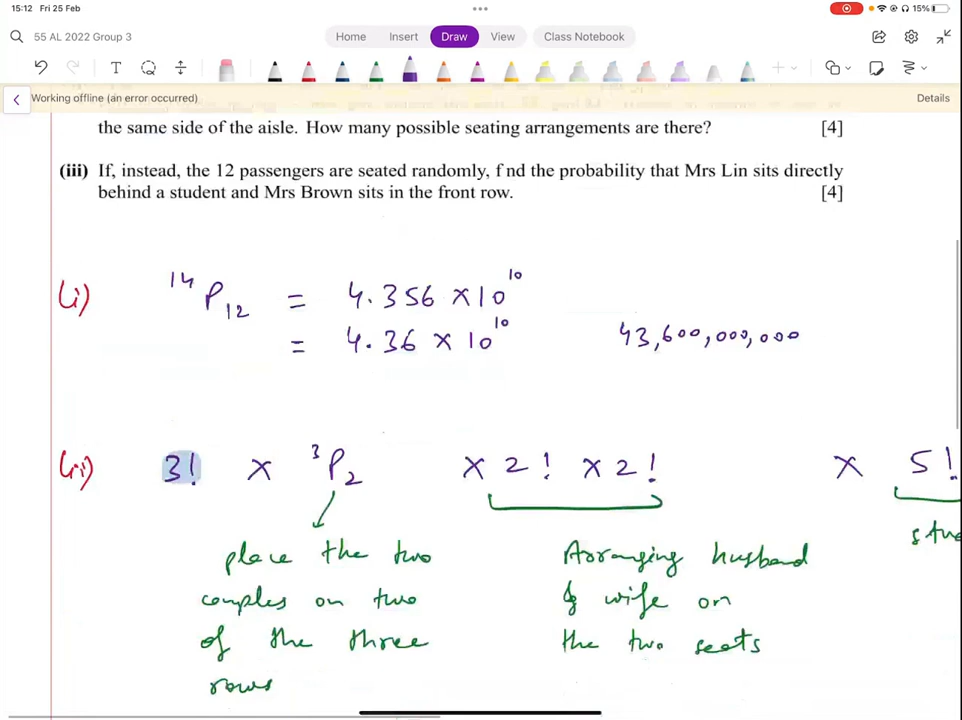 15:12 Fri 25 Feb
15%
55 AL 2022 Group 3
Home Insert Draw View Class Notebook
Working offline (an error occurred)
Details
the same side of the aisle. How many possible seating arrangements are there? [4]
(iii) If, instead, the 12 passengers are seated randomly, f nd the probability that Mrs Lin sits directly
behind a student and Mrs Brown sits in the front row. [4]
(i) ¹⁴P₁₂ = 4.356 × 10¹⁰
= 4.36 × 10¹⁰ 43,600,000,000
(ii) 3! × ³P₂ × 2! × 2! × 5!
stu
place the two
couples on two
of the three
rows
Arranging husband
& wife on
the two seats